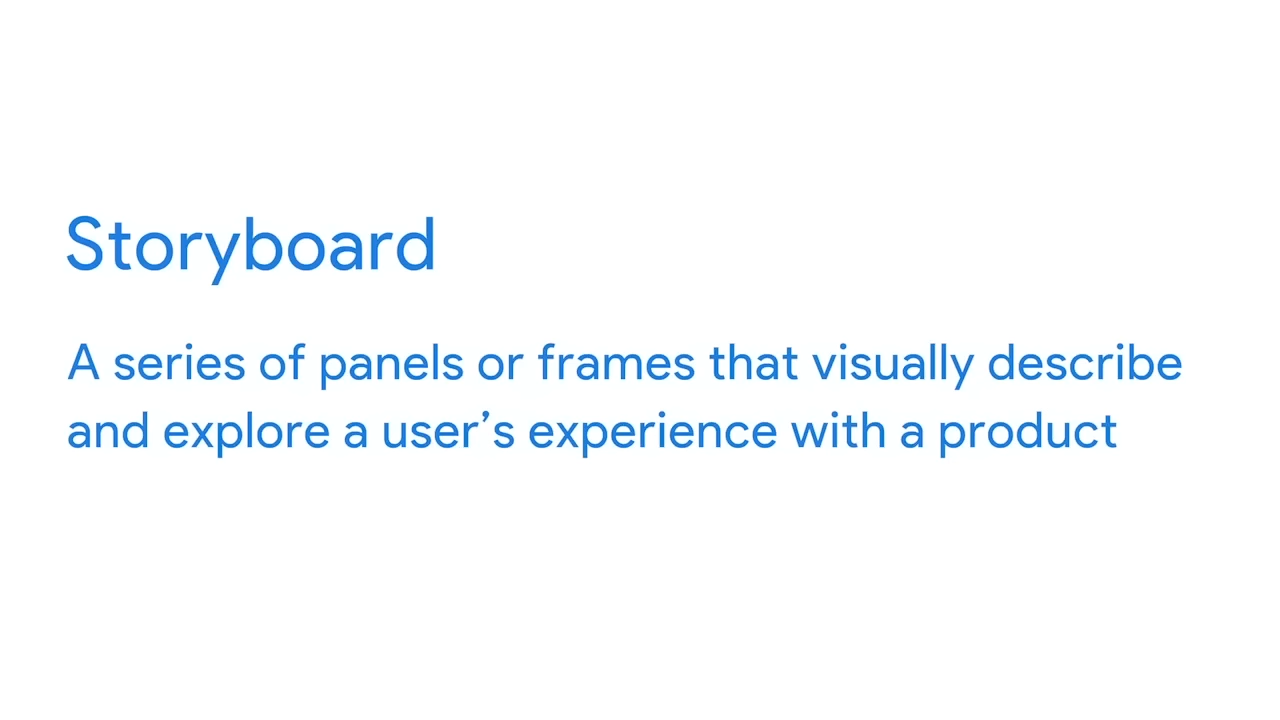 Storyboard
A series of panels or frames that visually describe
and explore a user’s experience with a product